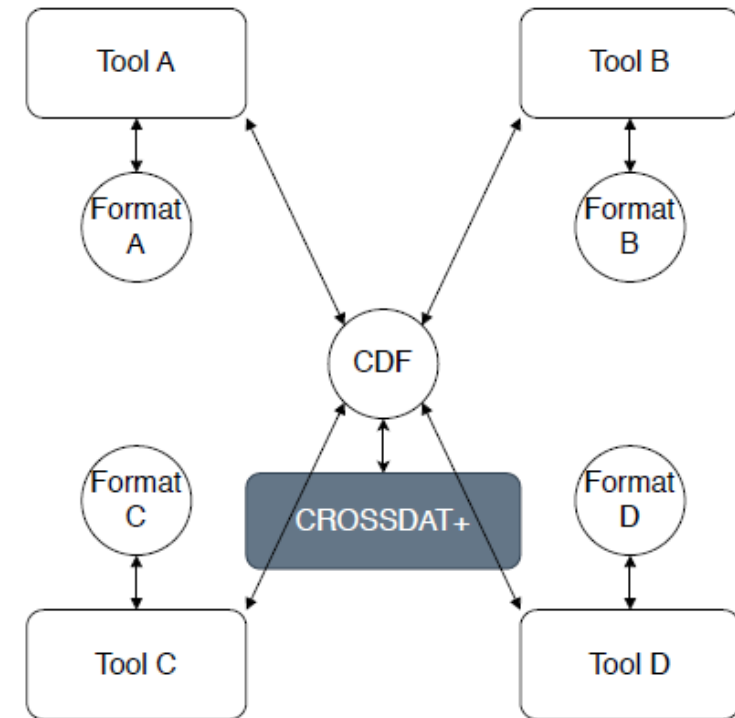 Tool A
Tool B
Format
A
Format
B
CDF
Format
C
Format
D
CROSSDAT+
Tool C
Tool D